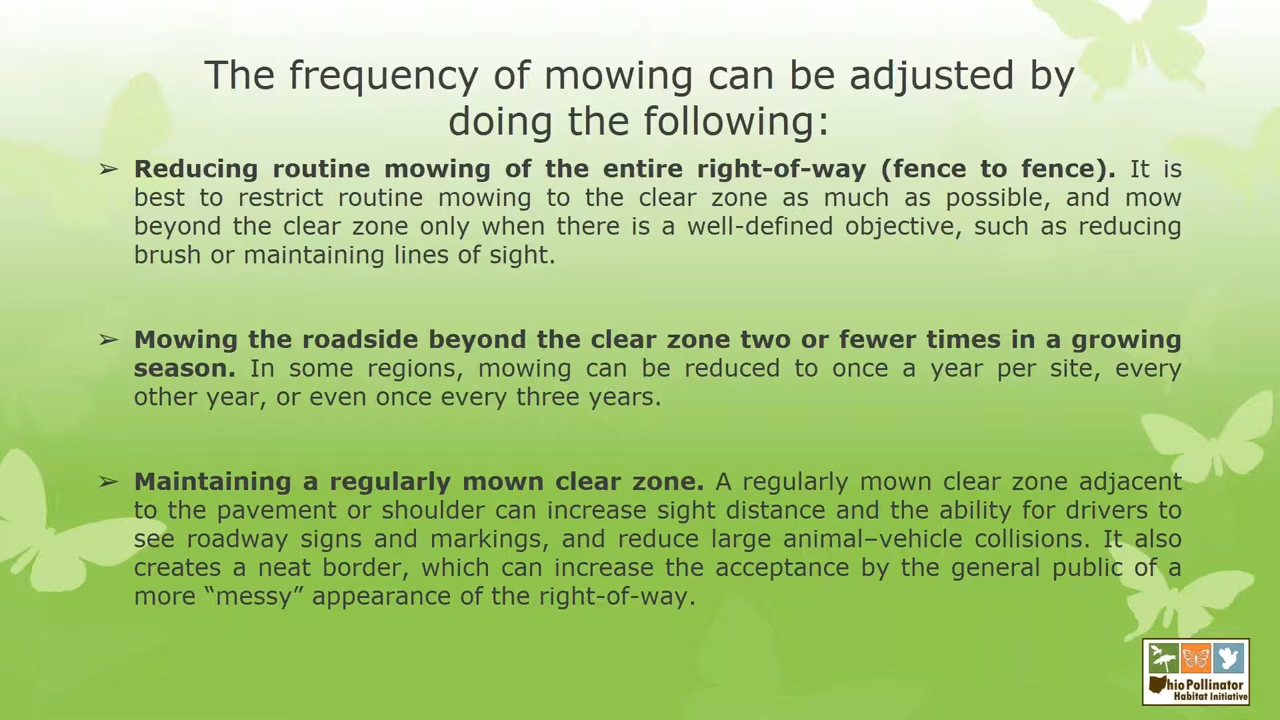 The frequency of mowing can be adjusted by
doing the following:
➢ Reducing routine mowing of the entire right-of-way (fence to fence). It is
best to restrict routine mowing to the clear zone as much as possible, and mow
beyond the clear zone only when there is a well-defined objective, such as reducing
brush or maintaining lines of sight.
➢ Mowing the roadside beyond the clear zone two or fewer times in a growing
season. In some regions, mowing can be reduced to once a year per site, every
other year, or even once every three years.
➢ Maintaining a regularly mown clear zone. A regularly mown clear zone adjacent
to the pavement or shoulder can increase sight distance and the ability for drivers to
see roadway signs and markings, and reduce large animal–vehicle collisions. It also
creates a neat border, which can increase the acceptance by the general public of a
more “messy” appearance of the right-of-way.
Ohio Pollinator
Habitat Initiative